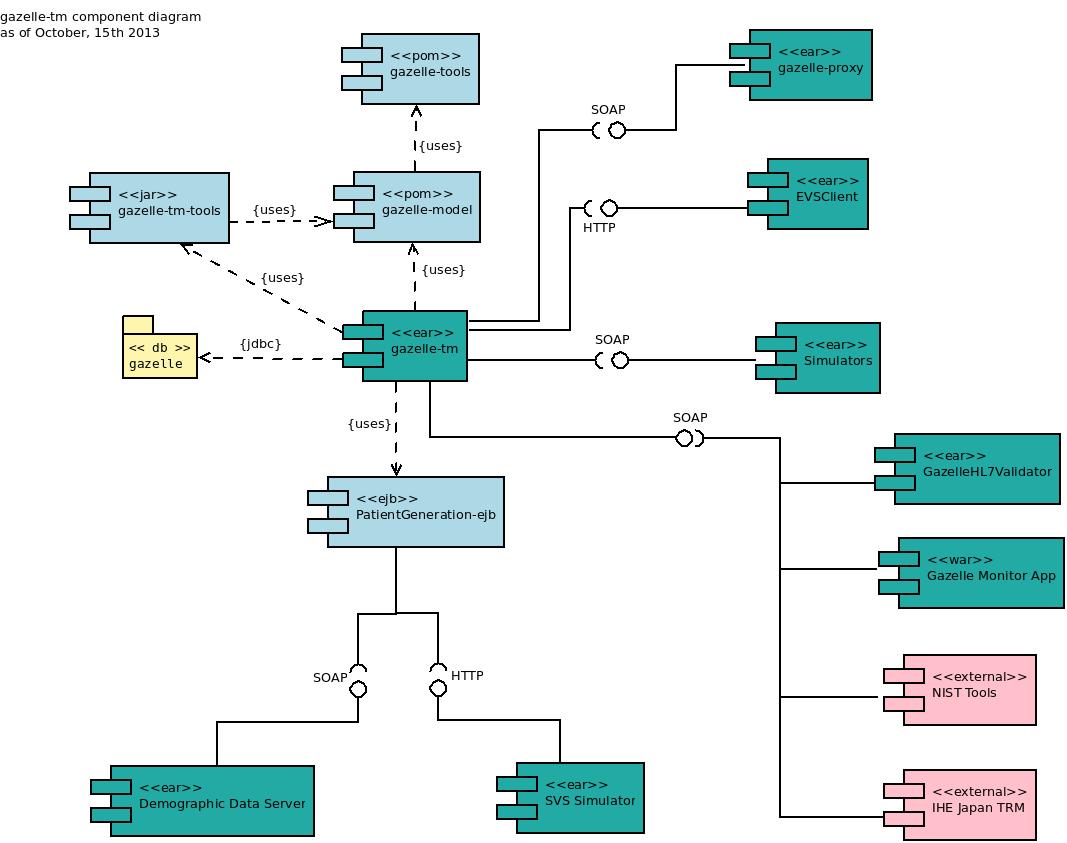 gazelle-tm component diagram
as of October, 15th 2013
<<pom>>
gazelle-tools
<<ear>>
gazelle-proxy
SOAP
{uses}
<<jar>>
gazelle-tm-tools
{uses}
<<pom>>
gazelle-model
<<ear>>
EVSClient
HTTP
{uses}
{uses}
<< db >>
gazelle
{jdbc}
<<ear>>
gazelle-tm
SOAP
<<ear>>
Simulators
{uses}
SOAP
<<ear>>
GazelleHL7Validator
<<ejb>>
PatientGeneration-ejb
<<war>>
Gazelle Monitor App
SOAP
HTTP
<<external>>
NIST Tools
<<ear>>
Demographic Data Server
<<ear>>
SVS Simulator
<<external>>
IHE Japan TRM